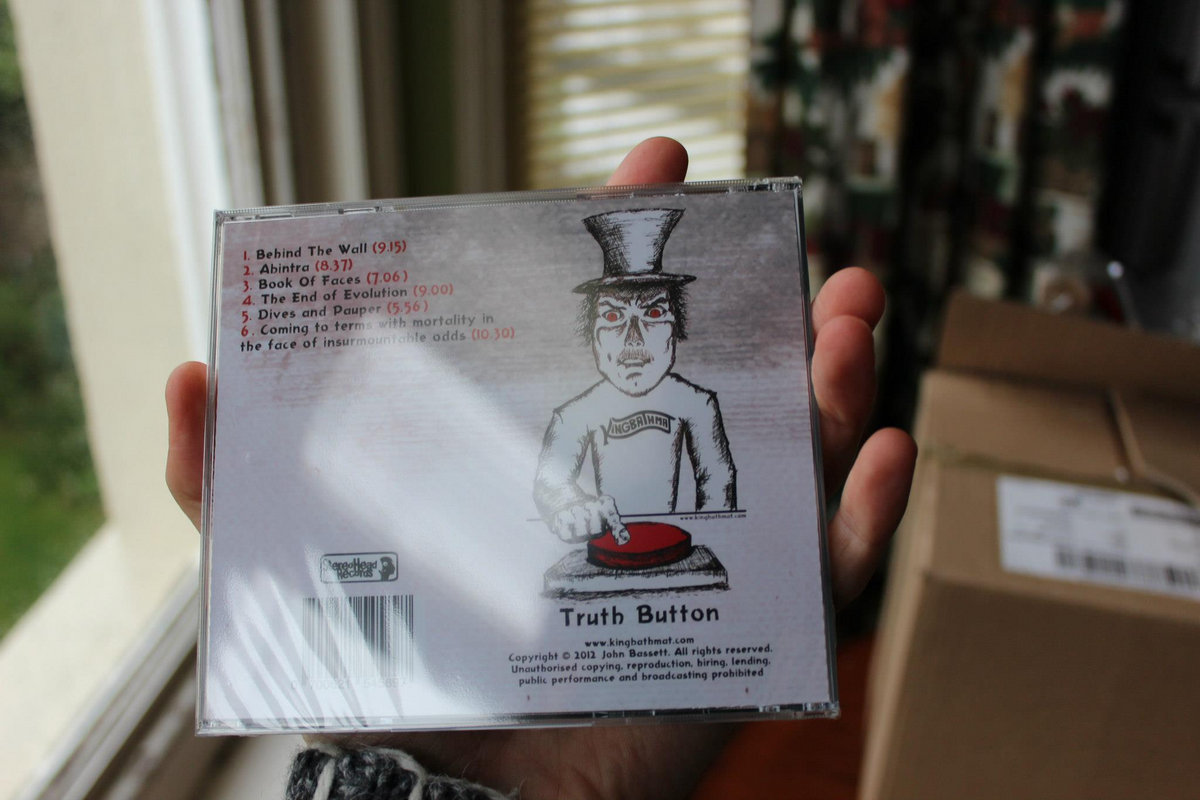 1. Behind The Wall (9.15)
2. Abintra (8.37)
3. Book Of Faces (7.06)
4. The End of Evolution (9.00)
5. Dives and Pauper (5.56)
6. Coming to terms with mortality in
the face of insurmountable odds (10.30)
KINGBATHMAT
www.kingbathmat.com
StereoHead
Records
Truth Button
www.kingbathmat.com
Copyright © 2012 John Bassett. All rights reserved.
Unauthorised copying, reproduction, hiring, lending,
public performance and broadcasting prohibited